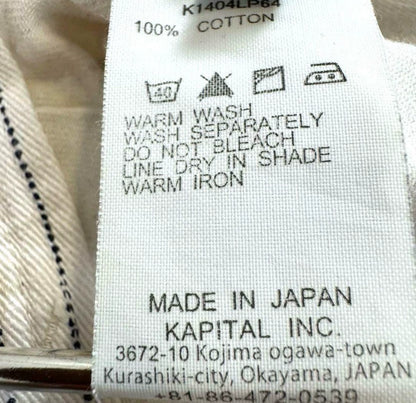 K1404LP64
100% COTTON
40
WARM WASH
WASH SEPARATELY
DO NOT BLEACH
LINE DRY IN SHADE
WARM IRON
MADE IN JAPAN
KAPITAL INC.
3672-10 Kojima ogawa-town
Kurashiki-city, Okayama, JAPAN
+81-86-472-0539